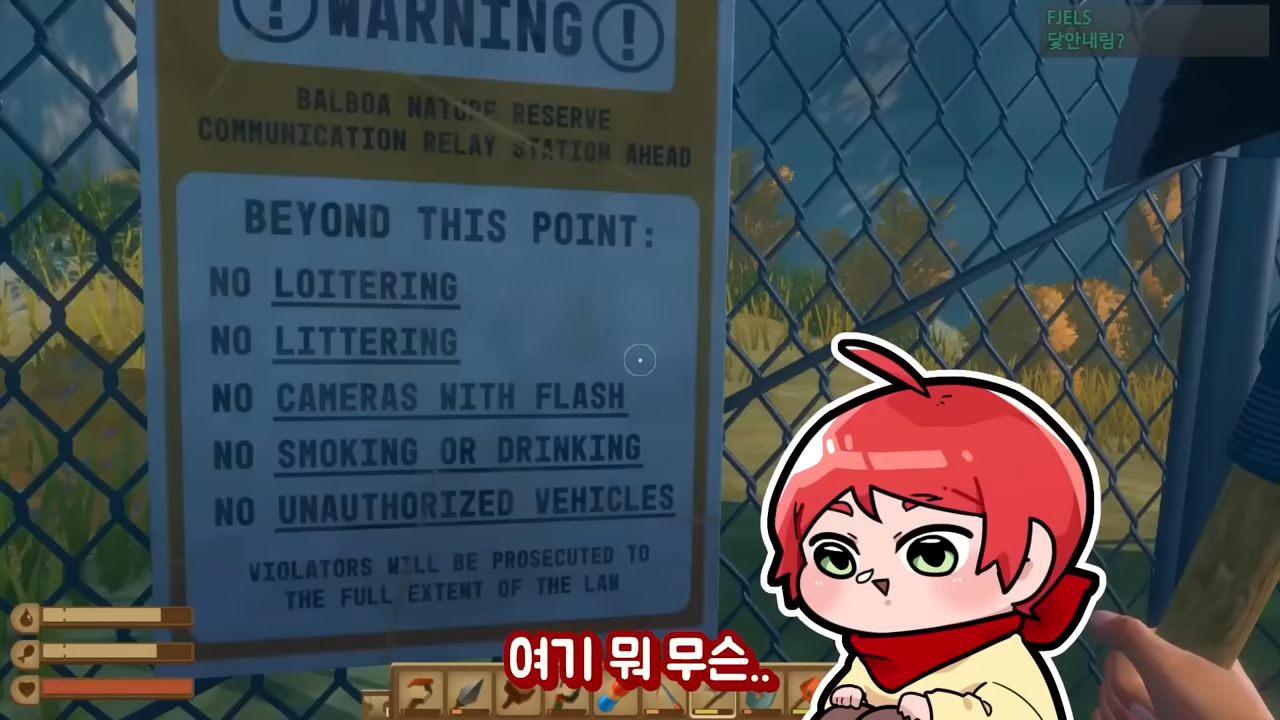 WARNING
FJELS
닻안내림?
BALBOA NATURE RESERVE
COMMUNICATION RELAY STATION AHEAD
BEYOND THIS POINT:
NO LOITERING
NO LITTERING
NO CAMERAS WITH FLASH
NO SMOKING OR DRINKING
NO UNAUTHORIZED VEHICLES
VIOLATORS WILL BE PROSECUTED TO
THE FULL EXTENT OF THE LAW
여기 뭐 무슨..